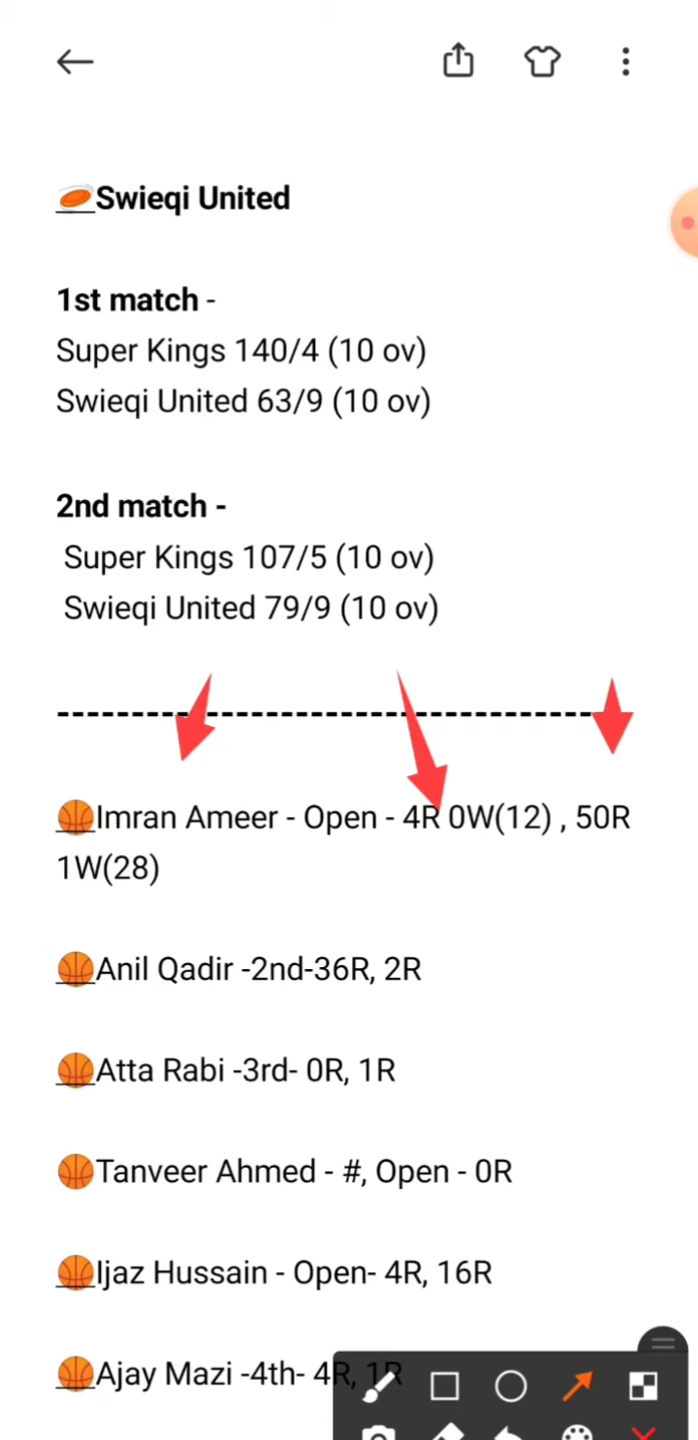 Swieqi United
1st match -
Super Kings 140/4 (10 ov)
Swieqi United 63/9 (10 ov)
2nd match -
Super Kings 107/5 (10 ov)
Swieqi United 79/9 (10 ov)
--------------------------------------
Imran Ameer - Open - 4R 0W(12) , 50R
1W(28)
Anil Qadir -2nd-36R, 2R
Atta Rabi -3rd- 0R, 1R
Tanveer Ahmed - #, Open - 0R
Ijaz Hussain - Open- 4R, 16R
Ajay Mazi -4th- 4R, 1R